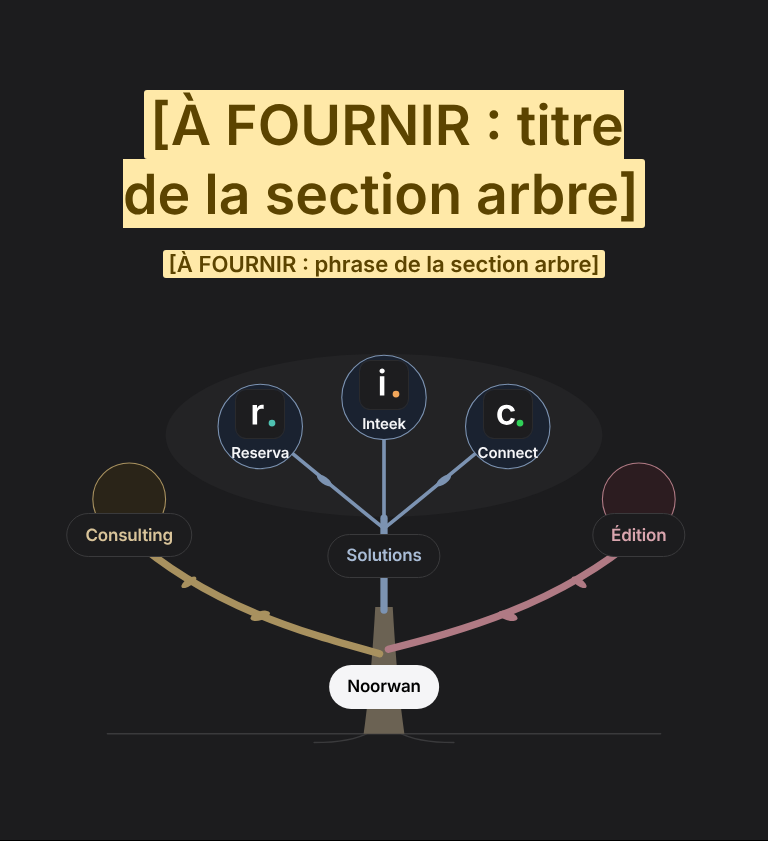 [À FOURNIR : titre
de la section arbre]
[À FOURNIR : phrase de la section arbre]
i.
Inteek
r.
Reserva
c.
Connect
Consulting
Édition
Solutions
Noorwan